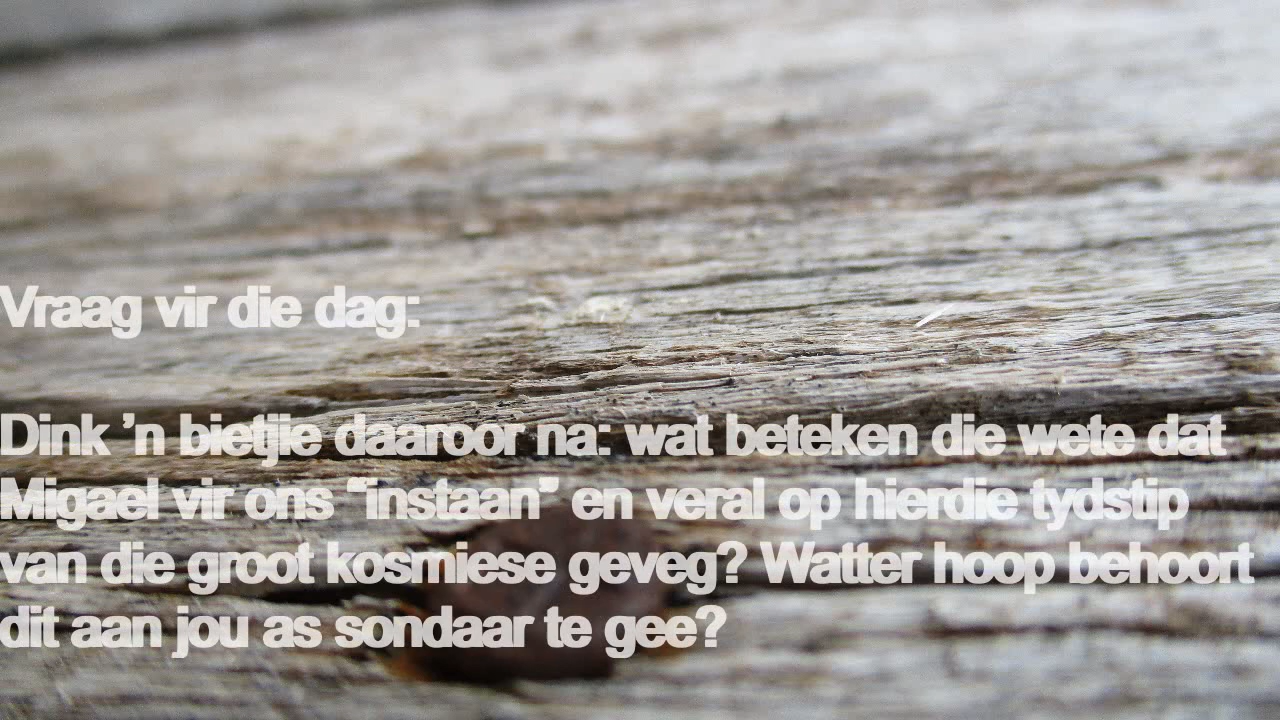 Vraag vir die dag:
Dink ’n bietjie daaroor na: wat beteken die wete dat
Migael vir ons “instaan” en veral op hierdie tydstip
van die groot kosmiese geveg? Watter hoop behoort
dit aan jou as sondaar te gee?